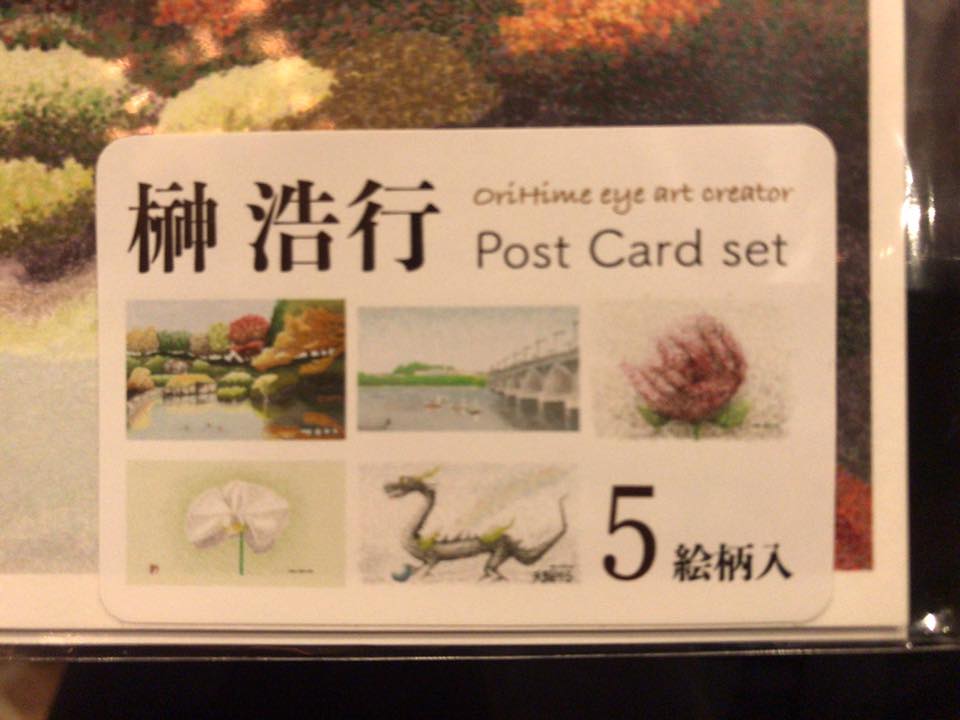 榊 浩行
OriHime eye art creator
Post Card set
5 絵柄入